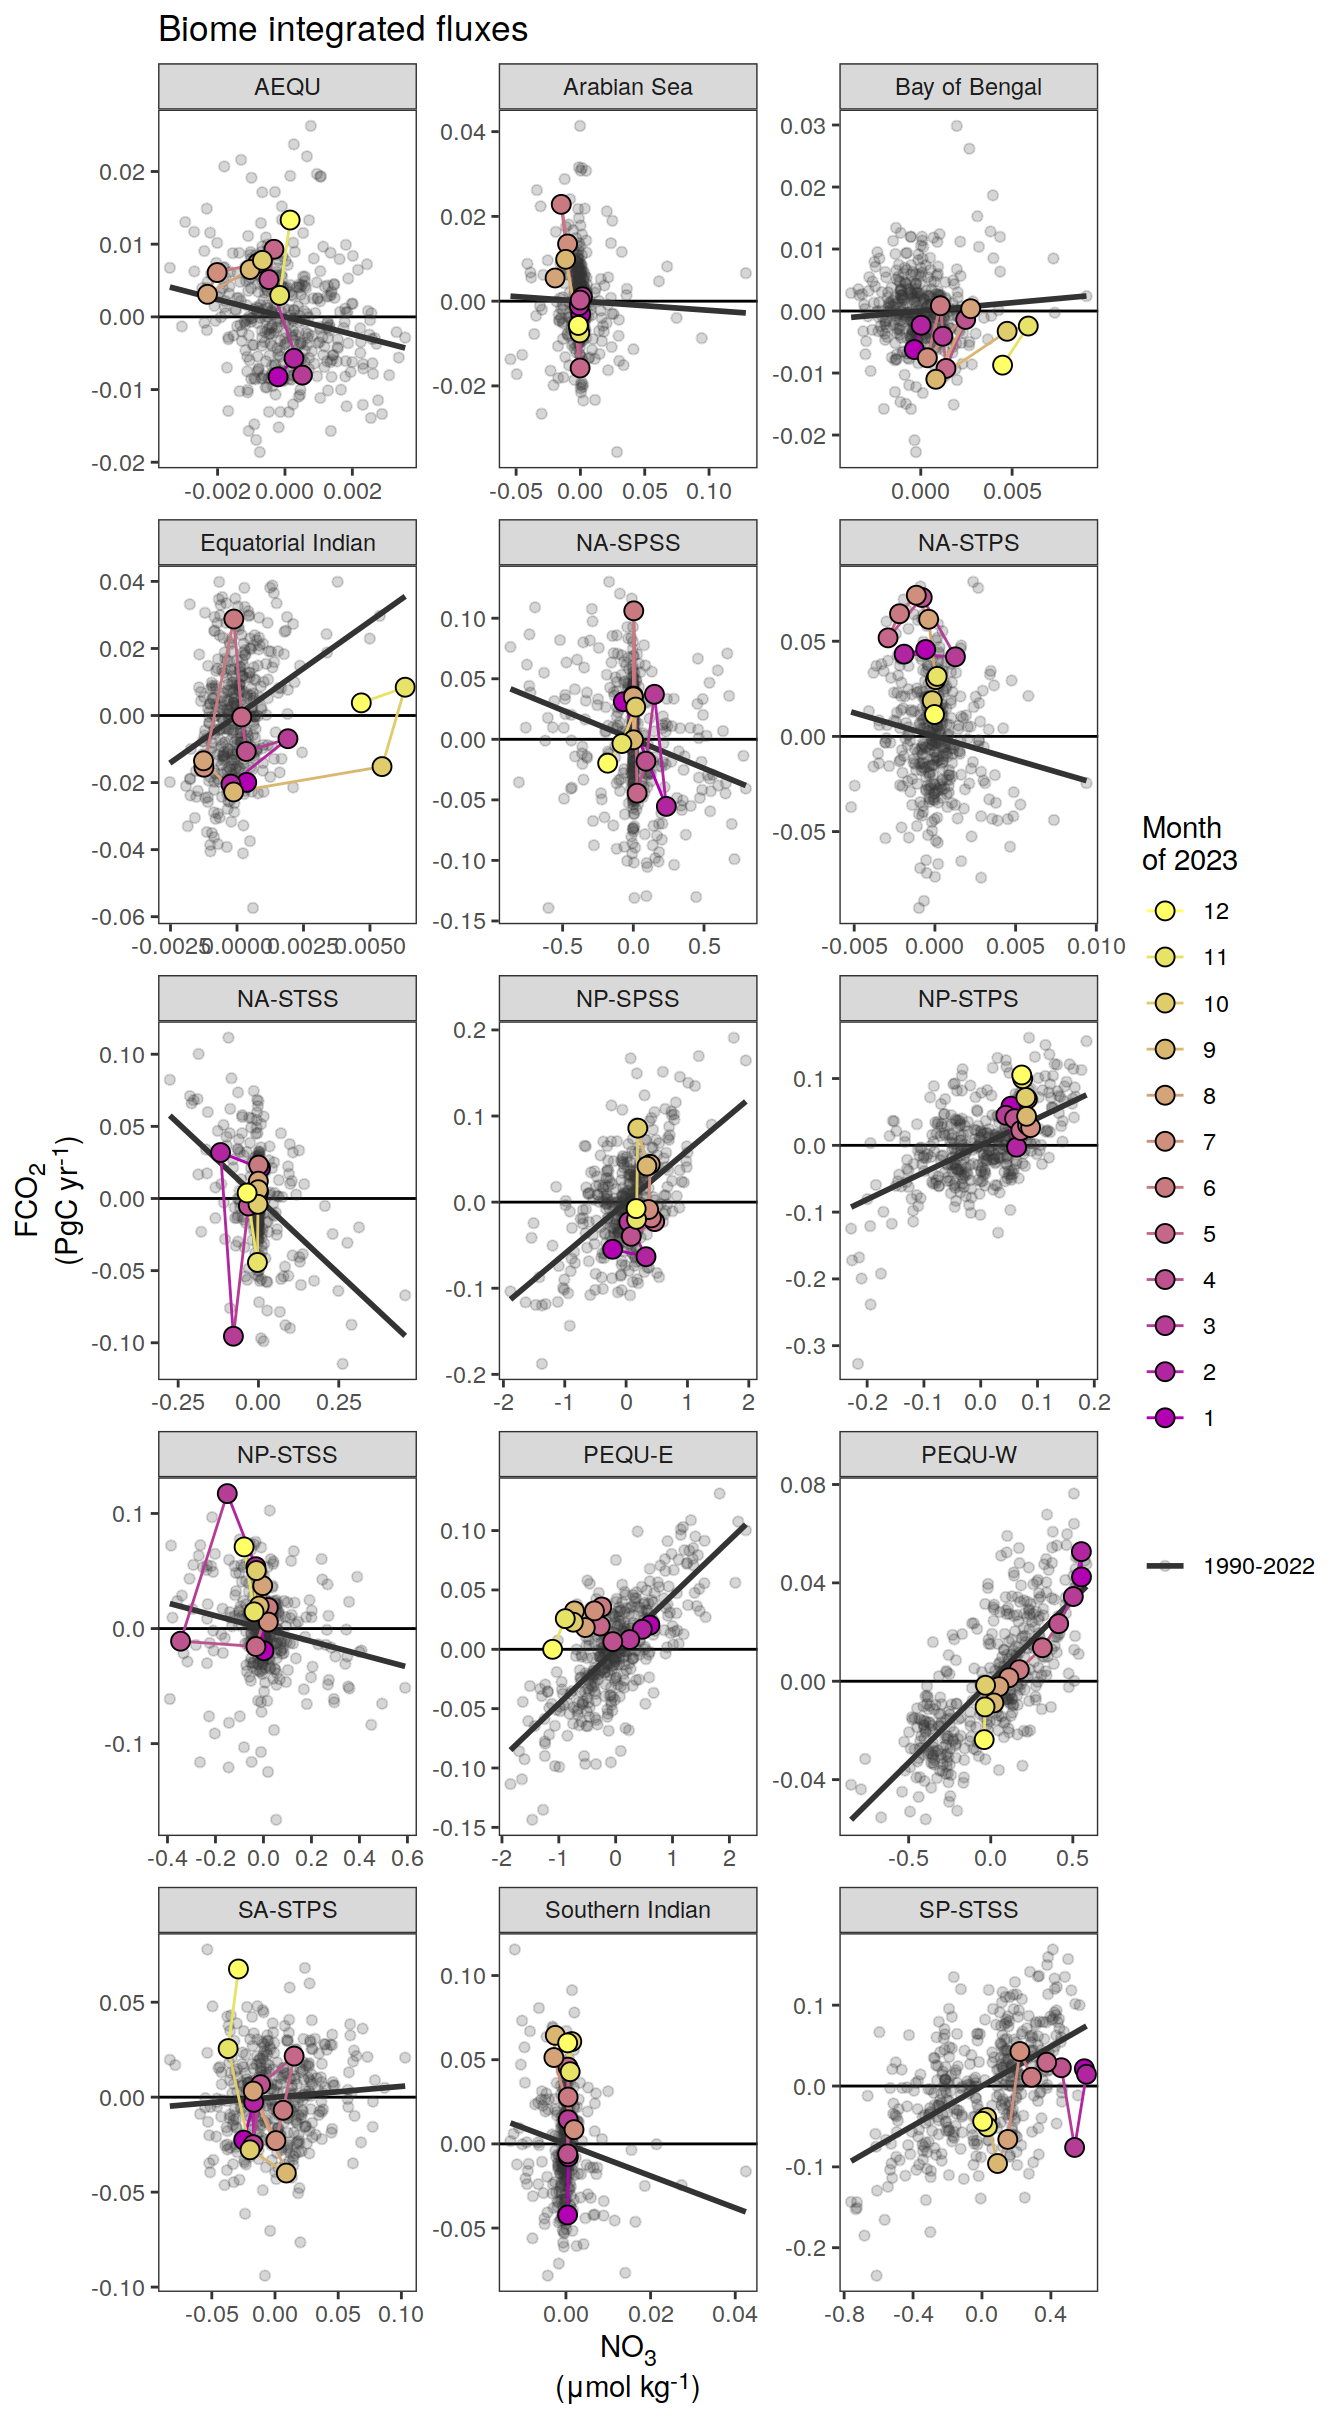 Biome integrated fluxes
AEQU Arabian Sea Bay of Bengal
0.02 0.01 0.00 -0.01 -0.02
-0.002 0.000 0.002
0.04 0.02 0.00 -0.02
-0.05 0.00 0.05 0.10
0.03 0.02 0.01 0.00 -0.01 -0.02
0.000 0.005
Equatorial Indian NA-SPSS NA-STPS
0.04 0.02 0.00 -0.02 -0.04 -0.06
-0.0025 0.0000 0.0025 0.0050
0.10 0.05 0.00 -0.05 -0.10 -0.15
-0.5 0.0 0.5
0.05 0.00 -0.05
-0.005 0.000 0.005 0.010
NA-STSS NP-SPSS NP-STPS
0.10 0.05 0.00 -0.05 -0.10
-0.25 0.00 0.25
0.2 0.1 0.0 -0.1 -0.2
-2 -1 0 1 2
0.1 0.0 -0.1 -0.2 -0.3
-0.2 -0.1 0.0 0.1 0.2
NP-STSS PEQU-E PEQU-W
0.1 0.0 -0.1
-0.4 -0.2 0.0 0.2 0.4 0.6
0.10 0.05 0.00 -0.05 -0.10 -0.15
-2 -1 0 1 2
0.08 0.04 0.00 -0.04
-0.5 0.0 0.5
SA-STPS Southern Indian SP-STSS
0.05 0.00 -0.05 -0.10
-0.05 0.00 0.05 0.10
0.10 0.05 0.00 -0.05
0.00 0.02 0.04
0.1 0.0 -0.1 -0.2
-0.8 -0.4 0.0 0.4
FCO₂
(PgC yr⁻¹)
NO₃
(µmol kg⁻¹)
Month
of 2023
12
11
10
9
8
7
6
5
4
3
2
1
1990-2022